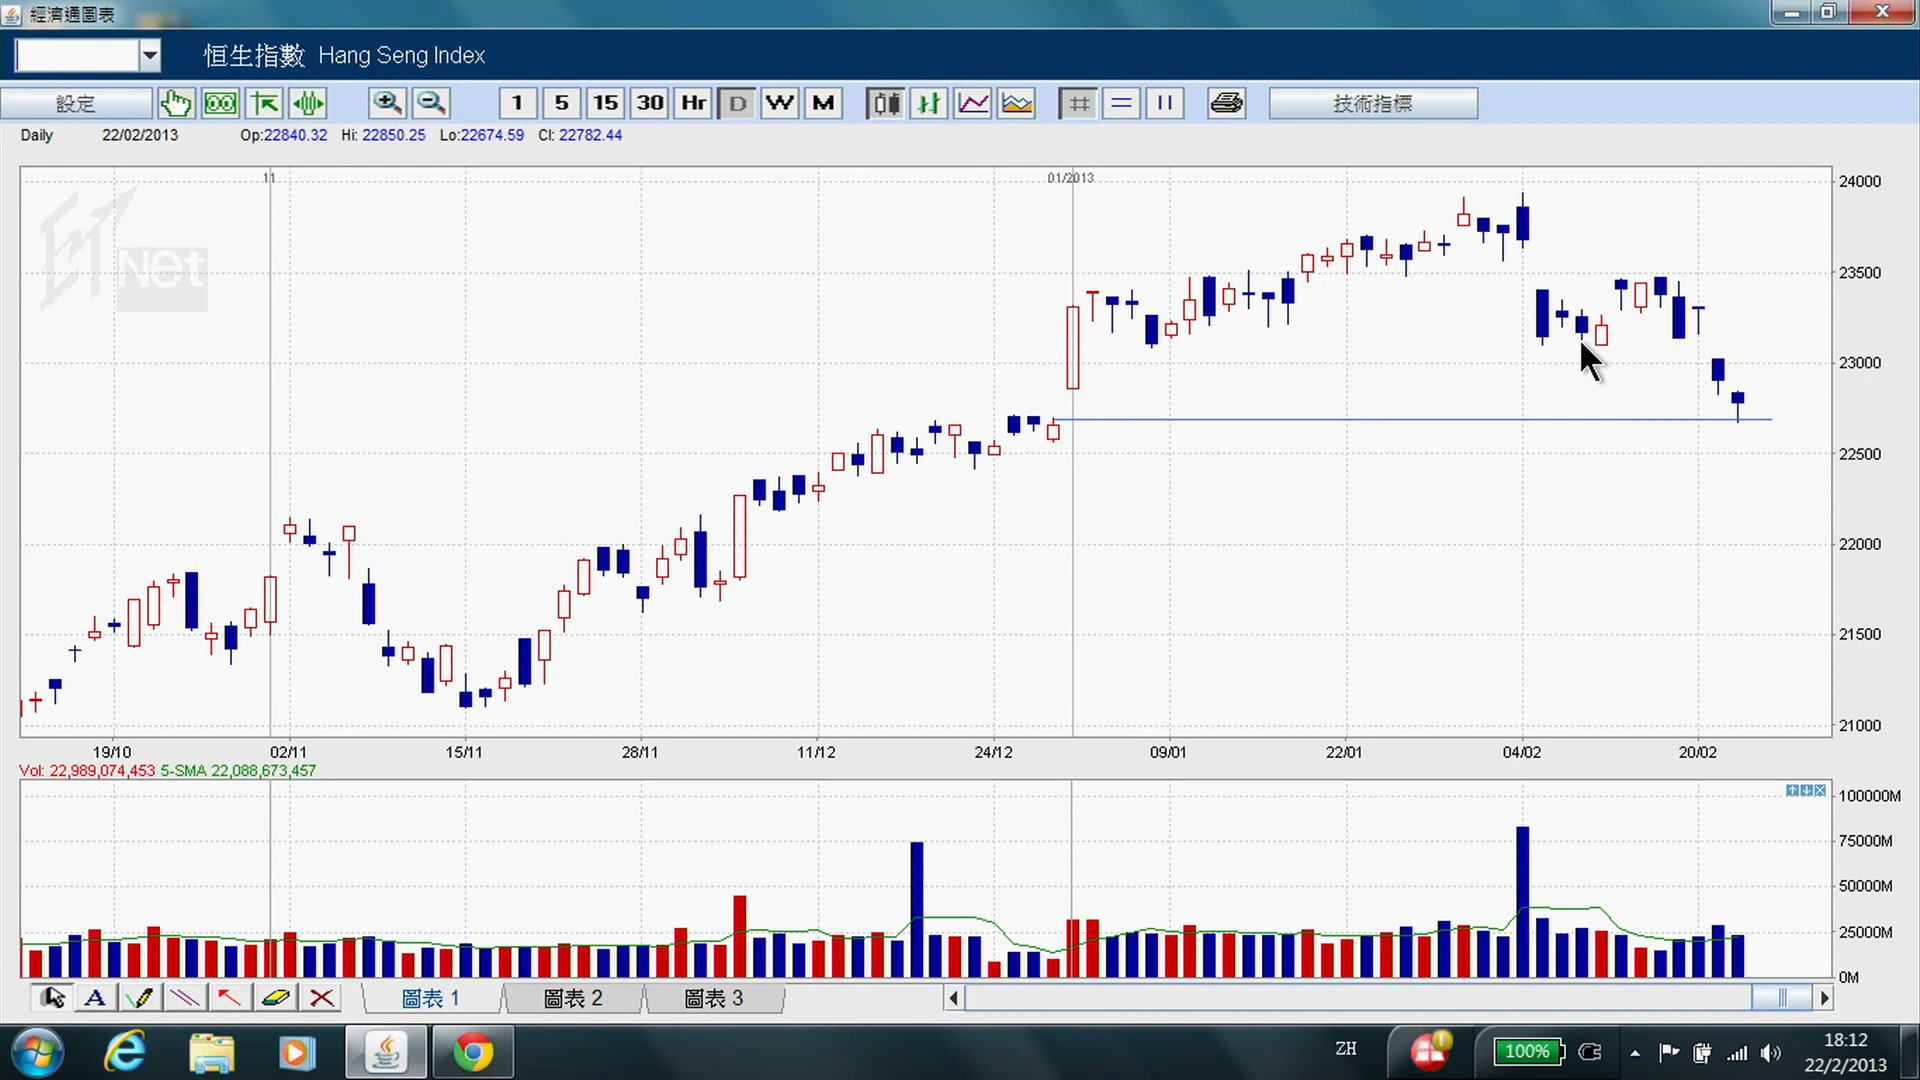 經濟通圖表
恒生指數 Hang Seng Index
設定 1 5 15 30 Hr D W M 技術指標
Daily 22/02/2013 Op:22840.32 Hi: 22850.25 Lo:22674.59 Cl: 22782.44
11 01/2013
ET Net
24000
23500
23000
22500
22000
21500
21000
19/10 02/11 15/11 28/11 11/12 24/12 09/01 22/01 04/02 20/02
Vol: 22,989,074,453 5-SMA 22,088,673,457
100000M
75000M
50000M
25000M
0M
A 圖表 1 圖表 2 圖表 3
ZH 100% 18:12
22/2/2013